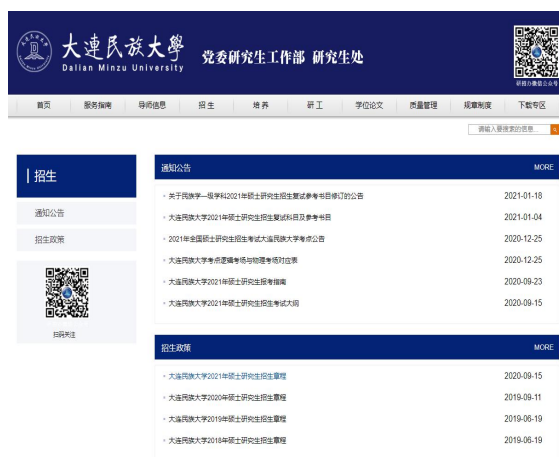 大連民族大學
Dalian Minzu University
党委研究生工作部 研究生处
研招办微信公众号
首页 服务指南 导师信息 招生 培养 研工 学位论文 质量管理 规章制度 下载专区
请输入要搜索的信息...
招生
通知公告
招生政策
扫码关注
通知公告 MORE
关于民族学一级学科2021年硕士研究生招生复试参考书目修订的公告 2021-01-18
大连民族大学2021年硕士研究生招生复试科目及参考书目 2021-01-04
2021年全国硕士研究生招生考试大连民族大学考点公告 2020-12-25
大连民族大学考点逻辑考场与物理考场对应表 2020-12-25
大连民族大学2021年硕士研究生报考指南 2020-09-23
大连民族大学2021年硕士研究生招生考试大纲 2020-09-15
招生政策 MORE
大连民族大学2021年硕士研究生招生章程 2020-09-15
大连民族大学2020年硕士研究生招生章程 2019-09-11
大连民族大学2019年硕士研究生招生章程 2019-06-19
大连民族大学2018年硕士研究生招生章程 2019-06-19